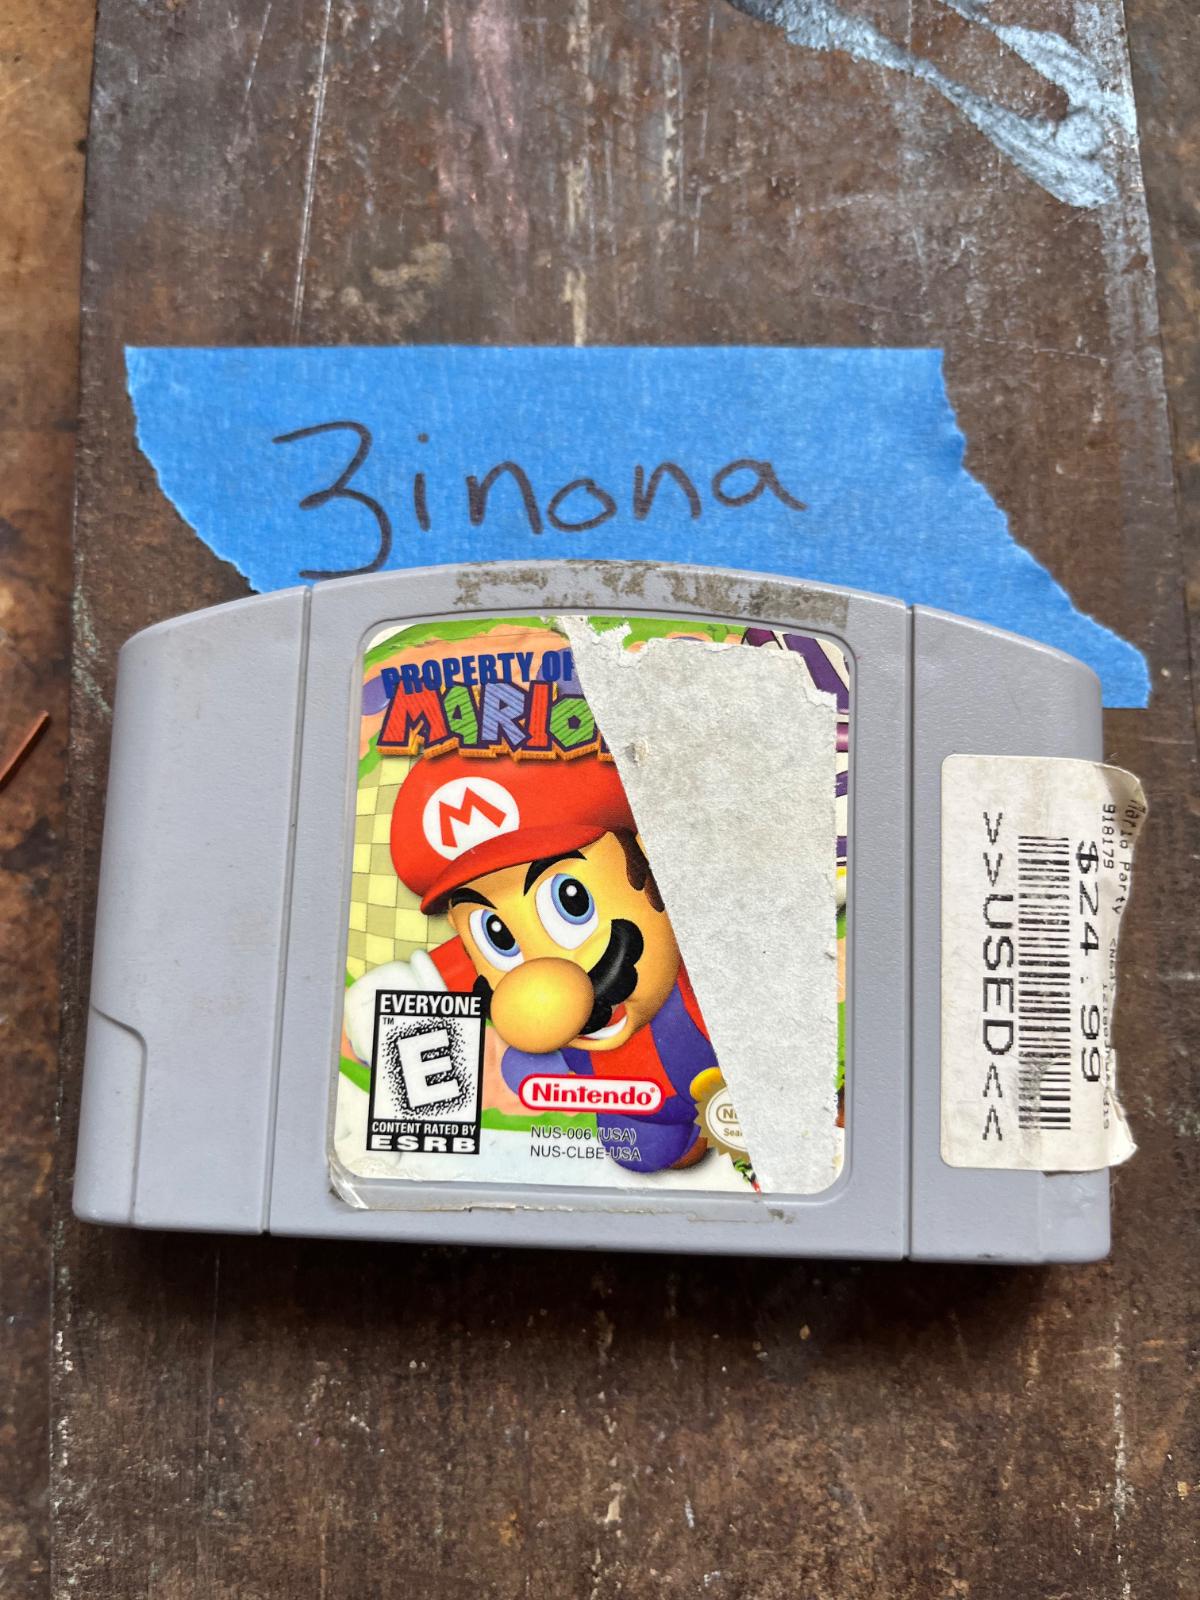 3inona
PROPERTY OF
MARIO
M
EVERYONE
TM
E
CONTENT RATED BY
ESRB
Nintendo®
NUS-006 (USA)
NUS-CLBE-USA
Mario Party
918179
$24.99
>>USED<<